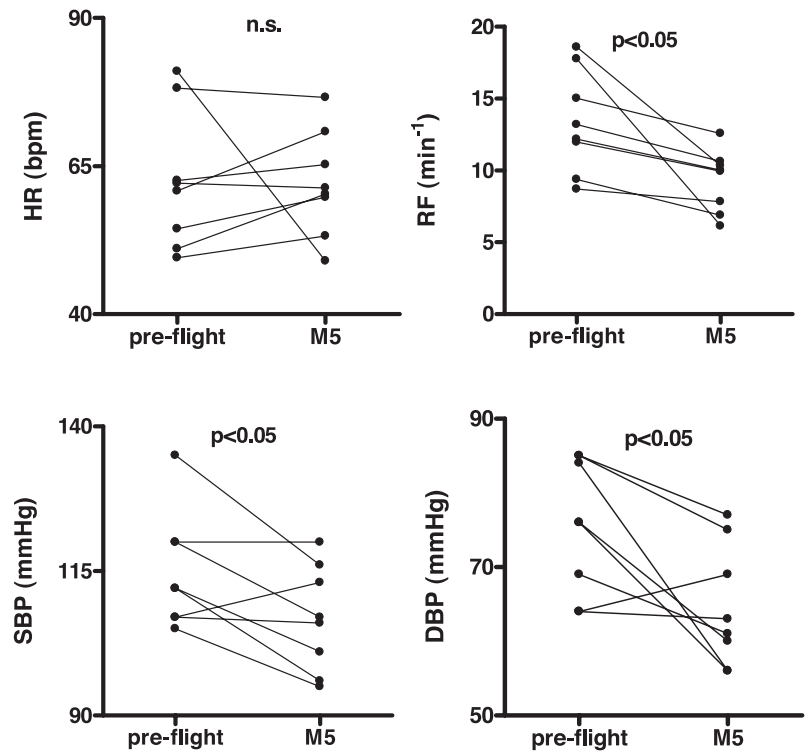 90
n.s.
HR (bpm)
65
40
pre-flight M5
20
p<0.05
15
RF (min⁻¹)
10
5
0
pre-flight M5
140
p<0.05
SBP (mmHg)
115
90
pre-flight M5
90
p<0.05
DBP (mmHg)
70
50
pre-flight M5